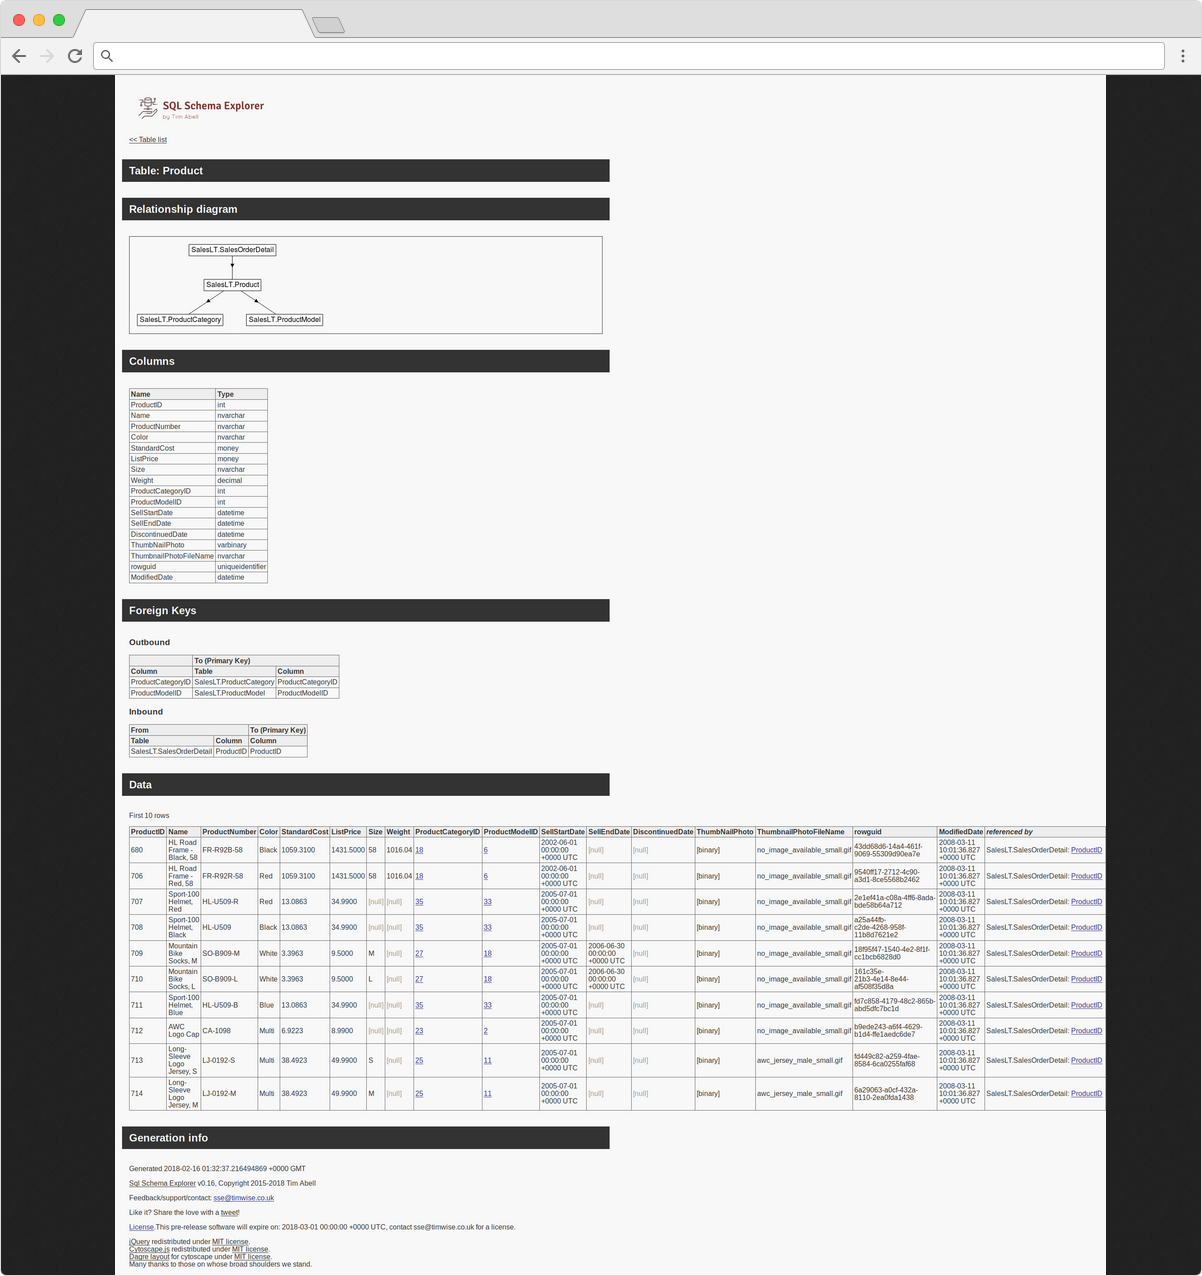 SQL Schema Explorer
by Tim Abell
<< Table list
Table: Product
Relationship diagram
SalesLT.SalesOrderDetail
SalesLT.Product
SalesLT.ProductCategory SalesLT.ProductModel
Columns
Name Type
ProductID int
Name nvarchar
ProductNumber nvarchar
Color nvarchar
StandardCost money
ListPrice money
Size nvarchar
Weight decimal
ProductCategoryID int
ProductModelID int
SellStartDate datetime
SellEndDate datetime
DiscontinuedDate datetime
ThumbNailPhoto varbinary
ThumbnailPhotoFileName nvarchar
rowguid uniqueidentifier
ModifiedDate datetime
Foreign Keys
Outbound
To (Primary Key)
Column Table Column
ProductCategoryID SalesLT.ProductCategory ProductCategoryID
ProductModelID SalesLT.ProductModel ProductModelID
Inbound
From To (Primary Key)
Table Column Column
SalesLT.SalesOrderDetail ProductID ProductID
Data
First 10 rows
ProductID Name ProductNumber Color StandardCost ListPrice Size Weight ProductCategoryID ProductModelID SellStartDate SellEndDate DiscontinuedDate ThumbNailPhoto ThumbnailPhotoFileName rowguid ModifiedDate referenced by
680 HL Road Frame - Black, 58 FR-R92B-58 Black 1059.3100 1431.5000 58 1016.04 18 6 2002-06-01 00:00:00 +0000 UTC [null] [null] [binary] no_image_available_small.gif 43dd68d6-14a4-461f-9069-55309d90ea7e 2008-03-11 10:01:36.827 +0000 UTC SalesLT.SalesOrderDetail: ProductID
706 HL Road Frame - Red, 58 FR-R92R-58 Red 1059.3100 1431.5000 58 1016.04 18 6 2002-06-01 00:00:00 +0000 UTC [null] [null] [binary] no_image_available_small.gif 9540ff17-2712-4c90-a3d1-8ce5568b2462 2008-03-11 10:01:36.827 +0000 UTC SalesLT.SalesOrderDetail: ProductID
707 Sport-100 Helmet, Red HL-U509-R Red 13.0863 34.9900 [null] [null] 35 33 2005-07-01 00:00:00 +0000 UTC [null] [null] [binary] no_image_available_small.gif 2e1ef41a-c08a-4ff6-8ada-bde58b64a712 2008-03-11 10:01:36.827 +0000 UTC SalesLT.SalesOrderDetail: ProductID
708 Sport-100 Helmet, Black HL-U509 Black 13.0863 34.9900 [null] [null] 35 33 2005-07-01 00:00:00 +0000 UTC [null] [null] [binary] no_image_available_small.gif a25a44fb-c2de-4268-958f-11b8d7621e2 2008-03-11 10:01:36.827 +0000 UTC SalesLT.SalesOrderDetail: ProductID
709 Mountain Bike Socks, M SO-B909-M White 3.3963 9.5000 M [null] 27 18 2005-07-01 00:00:00 +0000 UTC 2006-06-30 00:00:00 +0000 UTC [null] [binary] no_image_available_small.gif 18f95f47-1540-4e2-8f1f-cc1bcb6828d0 2008-03-11 10:01:36.827 +0000 UTC SalesLT.SalesOrderDetail: ProductID
710 Mountain Bike Socks, L SO-B909-L White 3.3963 9.5000 L [null] 27 18 2005-07-01 00:00:00 +0000 UTC 2006-06-30 00:00:00 +0000 UTC [null] [binary] no_image_available_small.gif 161c35e-21b3-4e14-8e44-af508f35d8a 2008-03-11 10:01:36.827 +0000 UTC SalesLT.SalesOrderDetail: ProductID
711 Sport-100 Helmet, Blue HL-U509-B Blue 13.0863 34.9900 [null] [null] 35 33 2005-07-01 00:00:00 +0000 UTC [null] [null] [binary] no_image_available_small.gif fd7c858-4179-48c2-865b-abd5dfc7bc1d 2008-03-11 10:01:36.827 +0000 UTC SalesLT.SalesOrderDetail: ProductID
712 AWC Logo Cap CA-1098 Multi 6.9223 8.9900 [null] [null] 23 2 2005-07-01 00:00:00 +0000 UTC [null] [null] [binary] no_image_available_small.gif b9ede243-a6f4-4629-b1d4-ffe1aedc6de7 2008-03-11 10:01:36.827 +0000 UTC SalesLT.SalesOrderDetail: ProductID
713 Long-Sleeve Logo Jersey, S LJ-0192-S Multi 38.4923 49.9900 S [null] 25 11 2005-07-01 00:00:00 +0000 UTC [null] [null] [binary] awc_jersey_male_small.gif fd449c82-a259-4fae-8584-6ca0255faf68 2008-03-11 10:01:36.827 +0000 UTC SalesLT.SalesOrderDetail: ProductID
714 Long-Sleeve Logo Jersey, M LJ-0192-M Multi 38.4923 49.9900 M [null] 25 11 2005-07-01 00:00:00 +0000 UTC [null] [null] [binary] awc_jersey_male_small.gif 6a29063-a0cf-432a-8110-2ea0fda1438 2008-03-11 10:01:36.827 +0000 UTC SalesLT.SalesOrderDetail: ProductID
Generation info
Generated 2018-02-16 01:32:37.216494869 +0000 GMT
Sql Schema Explorer v0.16, Copyright 2015-2018 Tim Abell
Feedback/support/contact: sse@timwise.co.uk
Like it? Share the love with a tweet!
License.This pre-release software will expire on: 2018-03-01 00:00:00 +0000 UTC, contact sse@timwise.co.uk for a license.
jQuery redistributed under MIT license.
Cytoscape.js redistributed under MIT license.
Dagre layout for cytoscape under MIT license.
Many thanks to those on whose broad shoulders we stand.